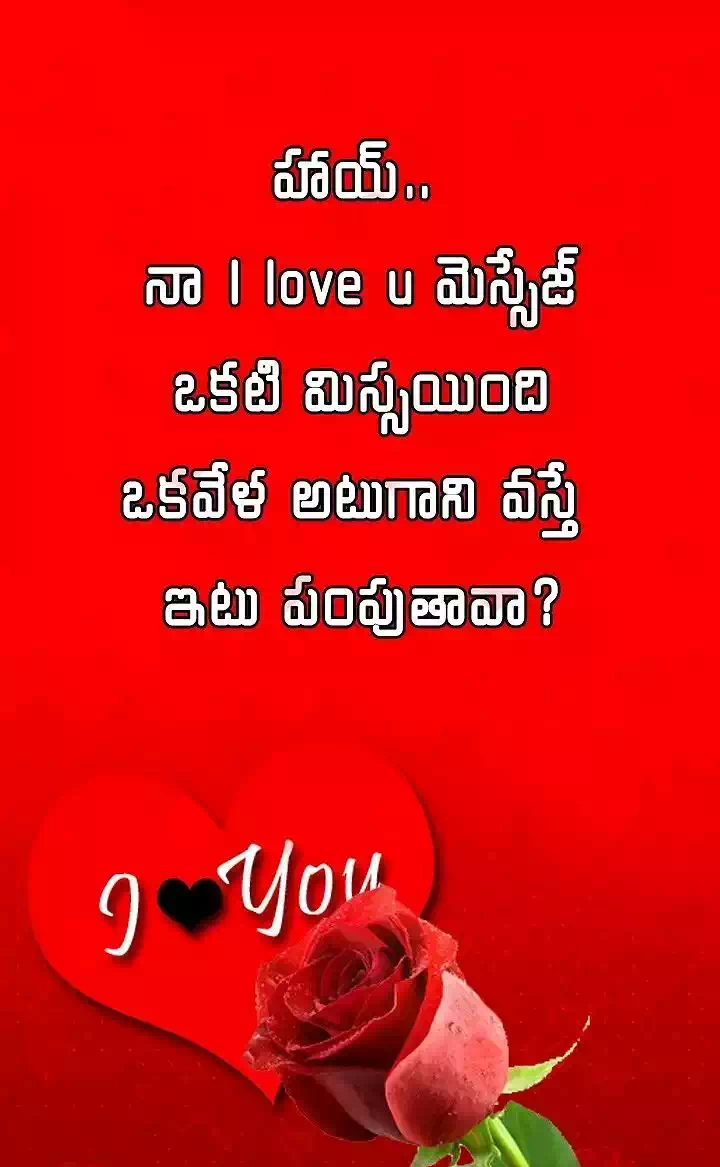 హాయ్..
నా I love u మెస్సేజ్
ఒకటి మిస్సయింది
ఒకవేళ అటుగాని వస్తే
ఇటు పంపుతావా?
I ♥ You